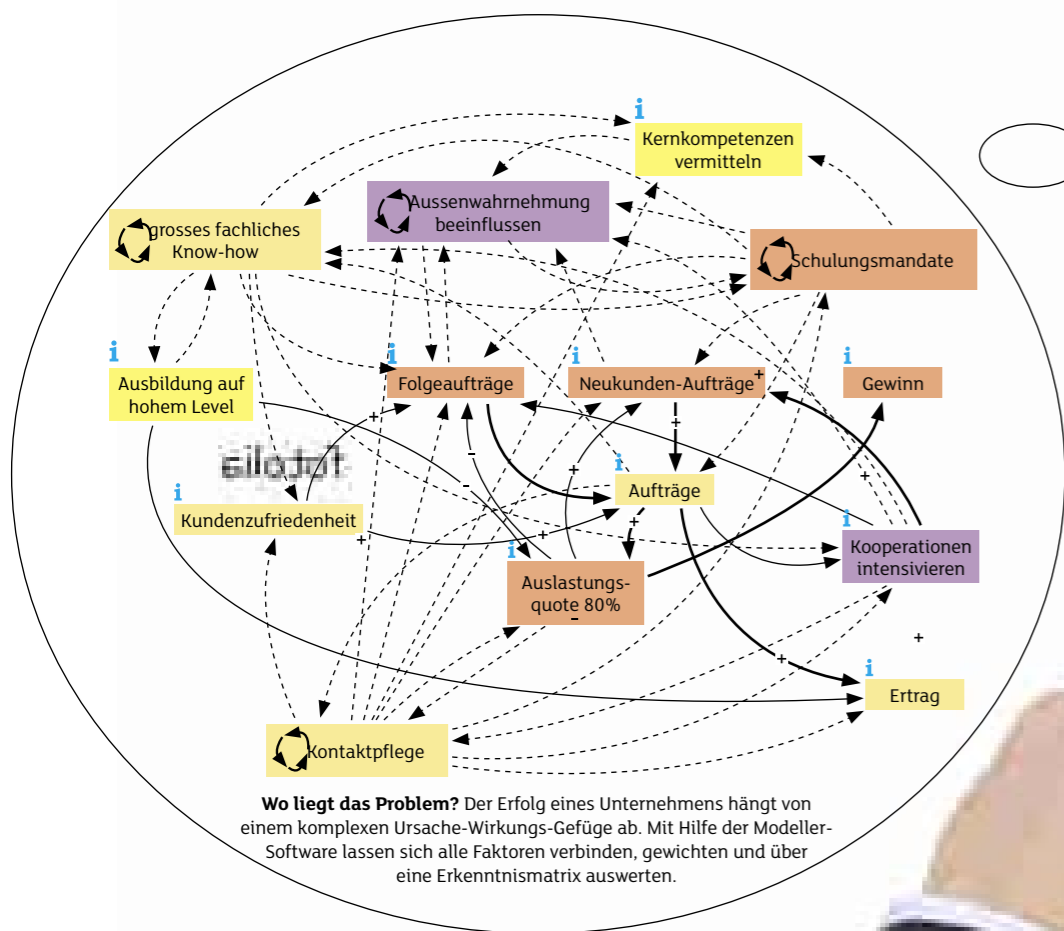 i
Kernkompetenzen
vermitteln
Aussenwahrnehmung
beeinflussen
grosses fachliches
Know-how
Schulungsmandate
i
Ausbildung auf
hohem Level
i
Folgeaufträge
i
Neukunden-Aufträge
+
i
Gewinn
+
+
-
-
+
i
Aufträge
+
i
Kundenzufriedenheit
+
+
+
i
Kooperationen
intensivieren
i
Auslastungs-
quote 80%
-
+
+
i
Ertrag
Kontaktpflege
Wo liegt das Problem? Der Erfolg eines Unternehmens hängt von
einem komplexen Ursache-Wirkungs-Gefüge ab. Mit Hilfe der Modeller-
Software lassen sich alle Faktoren verbinden, gewichten und über
eine Erkenntnismatrix auswerten.